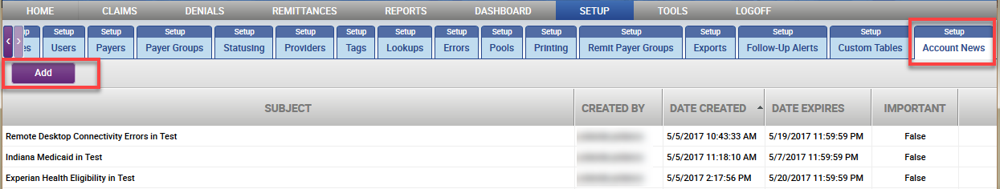 HOME CLAIMS DENIALS REMITTANCES REPORTS DASHBOARD SETUP TOOLS LOGOFF
Setup Setup Setup Setup Setup Setup Setup Setup Setup Setup Setup Setup Setup Setup Setup
es Users Payers Payer Groups Statusing Providers Tags Lookups Errors Pools Printing Remit Payer Groups Exports Follow-Up Alerts Custom Tables Account News
Add
SUBJECT CREATED BY DATE CREATED DATE EXPIRES IMPORTANT
Remote Desktop Connectivity Errors in Test 5/5/2017 10:43:33 AM 5/19/2017 11:59:59 PM False
Indiana Medicaid in Test 5/5/2017 11:18:10 AM 5/7/2017 11:59:59 PM False
Experian Health Eligibility in Test 5/5/2017 2:17:56 PM 5/20/2017 11:59:59 PM False